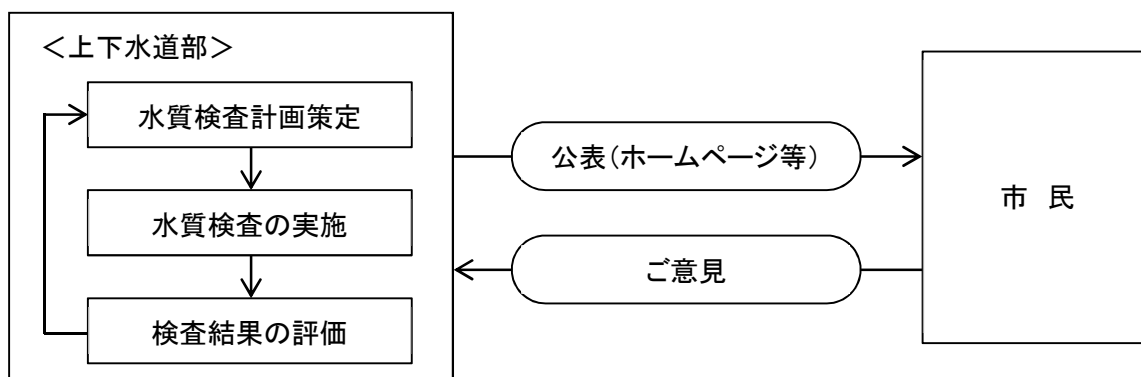 ＜上下水道部＞
水質検査計画策定
水質検査の実施
検査結果の評価
公表（ホームページ等）
ご意見
市　民